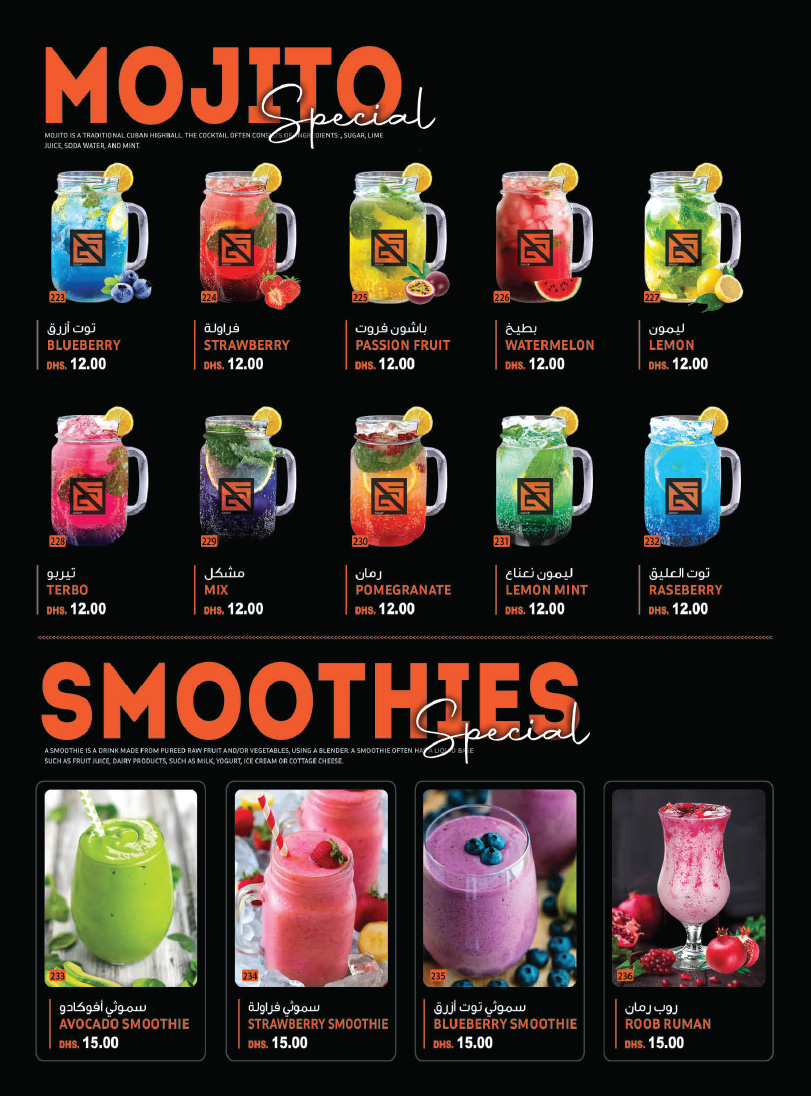 MOJITO
Special
MOJITO IS A TRADITIONAL CUBAN HIGHBALL. THE COCKTAIL OFTEN CONSISTS OF INGREDIENTS:, SUGAR, LIME
JUICE, SODA WATER, AND MINT.
223
224
225
226
227
توت أزرق
BLUEBERRY
DHS. 12.00
فراولة
STRAWBERRY
DHS. 12.00
باشون فروت
PASSION FRUIT
DHS. 12.00
بطيخ
WATERMELON
DHS. 12.00
ليمون
LEMON
DHS. 12.00
228
229
230
231
232
تيربو
TERBO
DHS. 12.00
مشكل
MIX
DHS. 12.00
رمان
POMEGRANATE
DHS. 12.00
ليمون نعناع
LEMON MINT
DHS. 12.00
توت العليق
RASEBERRY
DHS. 12.00
SMOOTHIES
Special
A SMOOTHIE IS A DRINK MADE FROM PUREED RAW FRUIT AND/OR VEGETABLES, USING A BLENDER. A SMOOTHIE OFTEN HAS A LIQUID BASE
SUCH AS FRUIT JUICE, DAIRY PRODUCTS, SUCH AS MILK, YOGURT, ICE CREAM OR COTTAGE CHEESE.
233
234
235
236
سموثي أفوكادو
AVOCADO SMOOTHIE
DHS. 15.00
سموثي فراولة
STRAWBERRY SMOOTHIE
DHS. 15.00
سموثي توت أزرق
BLUEBERRY SMOOTHIE
DHS. 15.00
روب رمان
ROOB RUMAN
DHS. 15.00